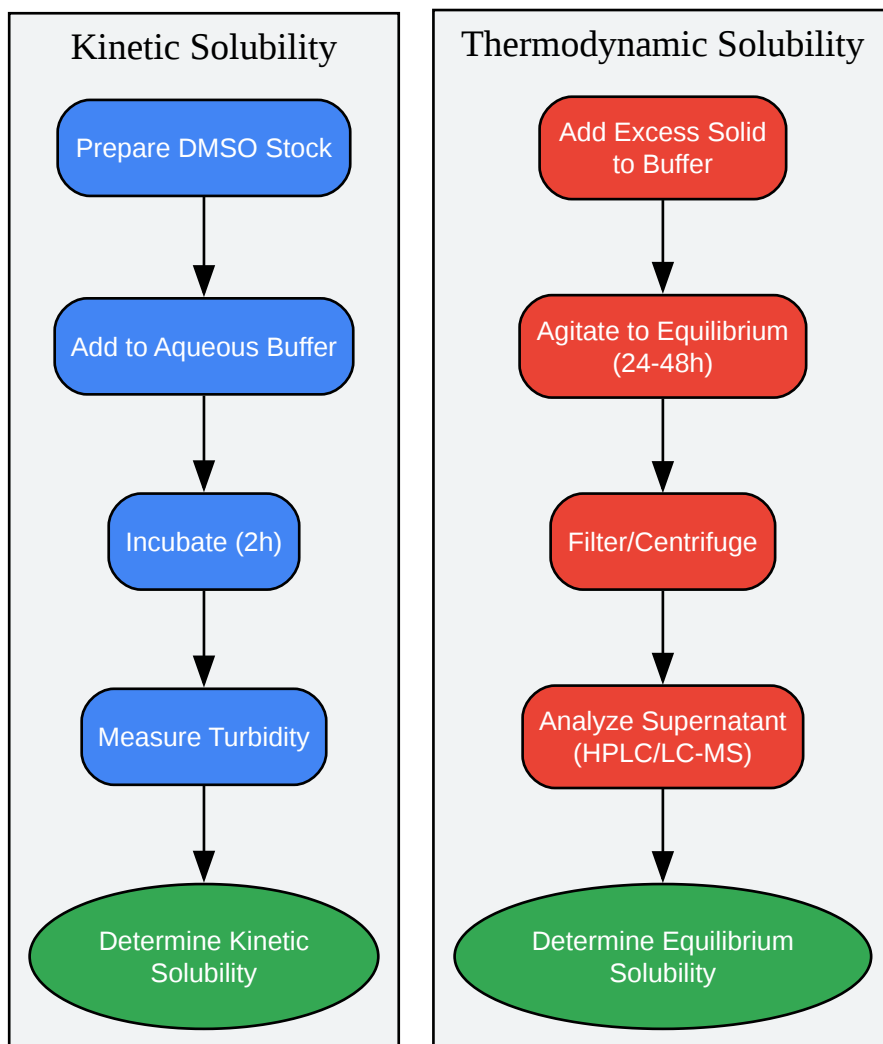 Kinetic Solubility
Prepare DMSO Stock
Add to Aqueous Buffer
Incubate (2h)
Measure Turbidity
Determine Kinetic
Solubility
Thermodynamic Solubility
Add Excess Solid
to Buffer
Agitate to Equilibrium
(24-48h)
Filter/Centrifuge
Analyze Supernatant
(HPLC/LC-MS)
Determine Equilibrium
Solubility